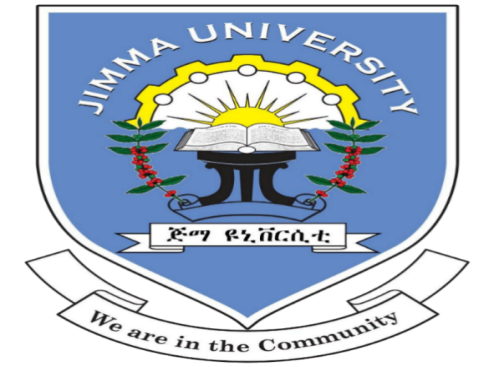 JIMMA UNIVERSITY
ጅማ ዩኒቨርሲቲ
We are in the Community